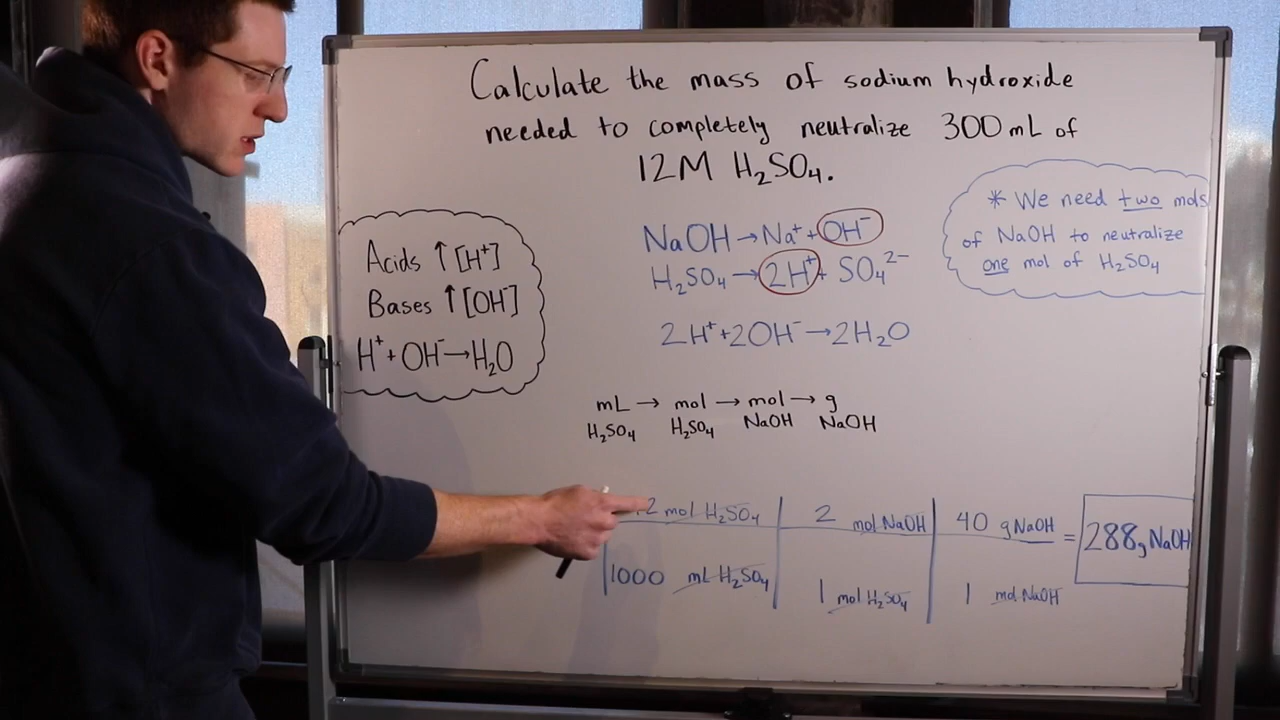 Calculate the mass of sodium hydroxide
needed to completely neutralize 300 mL of
12M H₂SO₄.
* We need two mols
of NaOH to neutralize
one mol of H₂SO₄
NaOH → Na⁺ + OH⁻
H₂SO₄ → 2H⁺ + SO₄²⁻
2H⁺ + 2OH⁻ → 2H₂O
Acids ↑ [H⁺]
Bases ↑ [OH⁻]
H⁺ + OH⁻ → H₂O
mL → mol → mol → g
H₂SO₄ H₂SO₄ NaOH NaOH
2 mol H₂SO₄ 2 mol NaOH 40 g NaOH = 288g NaOH
1000 mL H₂SO₄ 1 mol H₂SO₄ 1 mol NaOH